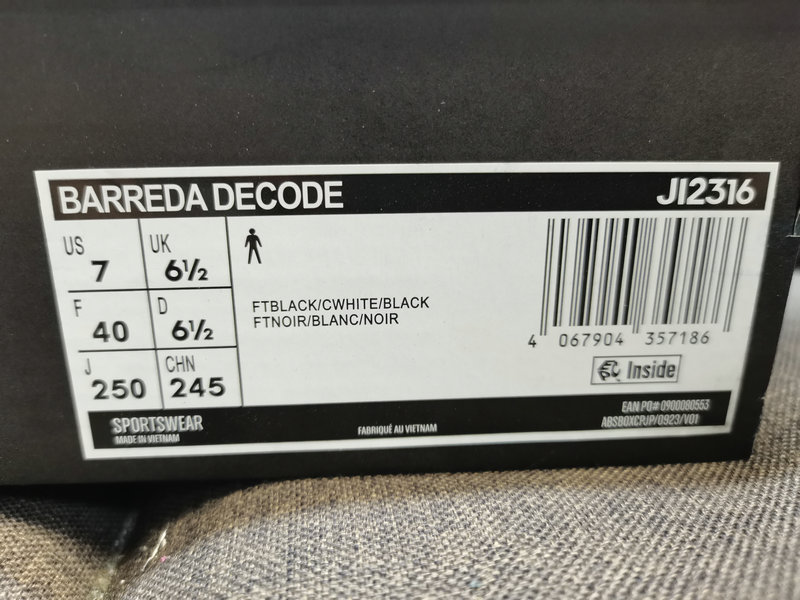 BARREDA DECODE JI2316
US 7 UK 6½
F 40 D 6½
J 250 CHN 245
FTBLACK/CWHITE/BLACK
FTNOIR/BLANC/NOIR
4 067904 357186
Inside
SPORTSWEAR
MADE IN VIETNAM
FABRIQUÉ AU VIETNAM
EAN PO# 0900080553
ABSBOXCPJP/0923/V01